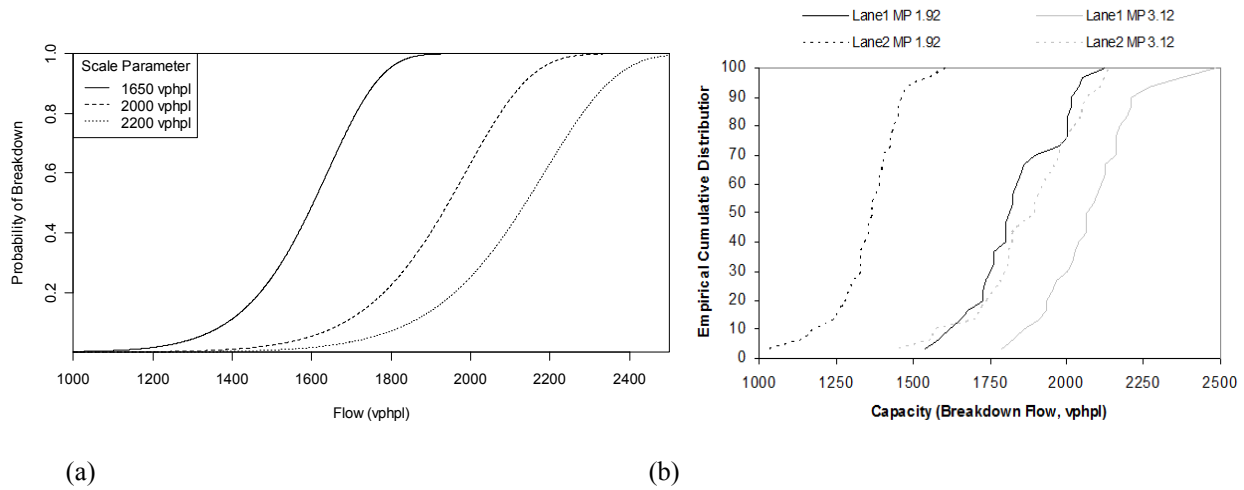 Scale Parameter
1650 vphpl
2000 vphpl
2200 vphpl
Probability of Breakdown
0.2 0.4 0.6 0.8 1.0
1000 1200 1400 1600 1800 2000 2200 2400
Flow (vphpl)
(a)
Lane1 MP 1.92 Lane1 MP 3.12
Lane2 MP 1.92 Lane2 MP 3.12
Empirical Cumulative Distributior
100
90
80
70
60
50
40
30
20
10
0
1000 1250 1500 1750 2000 2250 2500
Capacity (Breakdown Flow, vphpl)
(b)